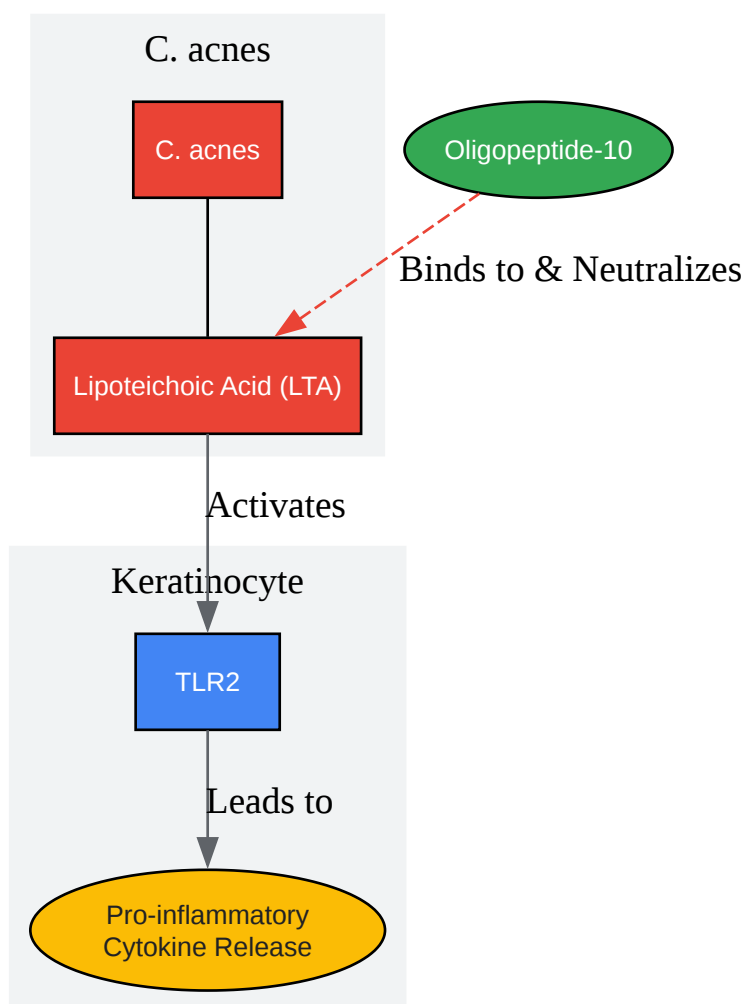 C. acnes
C. acnes
Oligopeptide-10
Binds to & Neutralizes
Lipoteichoic Acid (LTA)
Activates
Keratinocyte
TLR2
Leads to
Pro-inflammatory
Cytokine Release